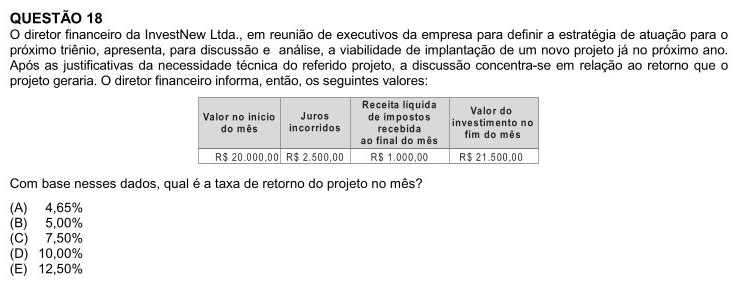 QUESTÃO 18
O diretor financeiro da InvestNew Ltda., em reunião de executivos da empresa para definir a estratégia de atuação para o
próximo triênio, apresenta, para discussão e análise, a viabilidade de implantação de um novo projeto já no próximo ano.
Após as justificativas da necessidade técnica do referido projeto, a discussão concentra-se em relação ao retorno que o
projeto geraria. O diretor financeiro informa, então, os seguintes valores:
Valor no início
do mês
Juros
incorridos
Receita líquida
de impostos
recebida
ao final do mês
Valor do
investimento no
fim do mês
R$ 20.000,00 R$ 2.500,00 R$ 1.000,00 R$ 21.500,00
Com base nesses dados, qual é a taxa de retorno do projeto no mês?
(A) 4,65%
(B) 5,00%
(C) 7,50%
(D) 10,00%
(E) 12,50%